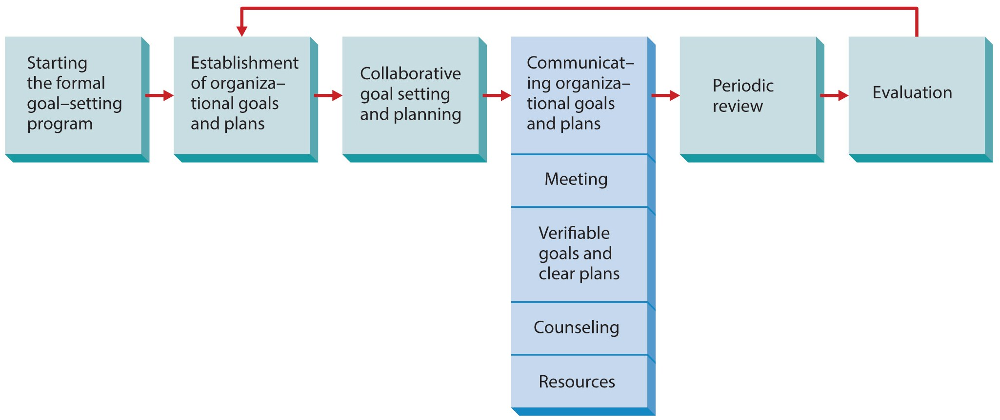 Starting
the formal
goal–setting
program
Establishment
of organiza–
tional goals
and plans
Collaborative
goal setting
and planning
Communicat–
ing organiza–
tional goals
and plans
Meeting
Verifiable
goals and
clear plans
Counseling
Resources
Periodic
review
Evaluation